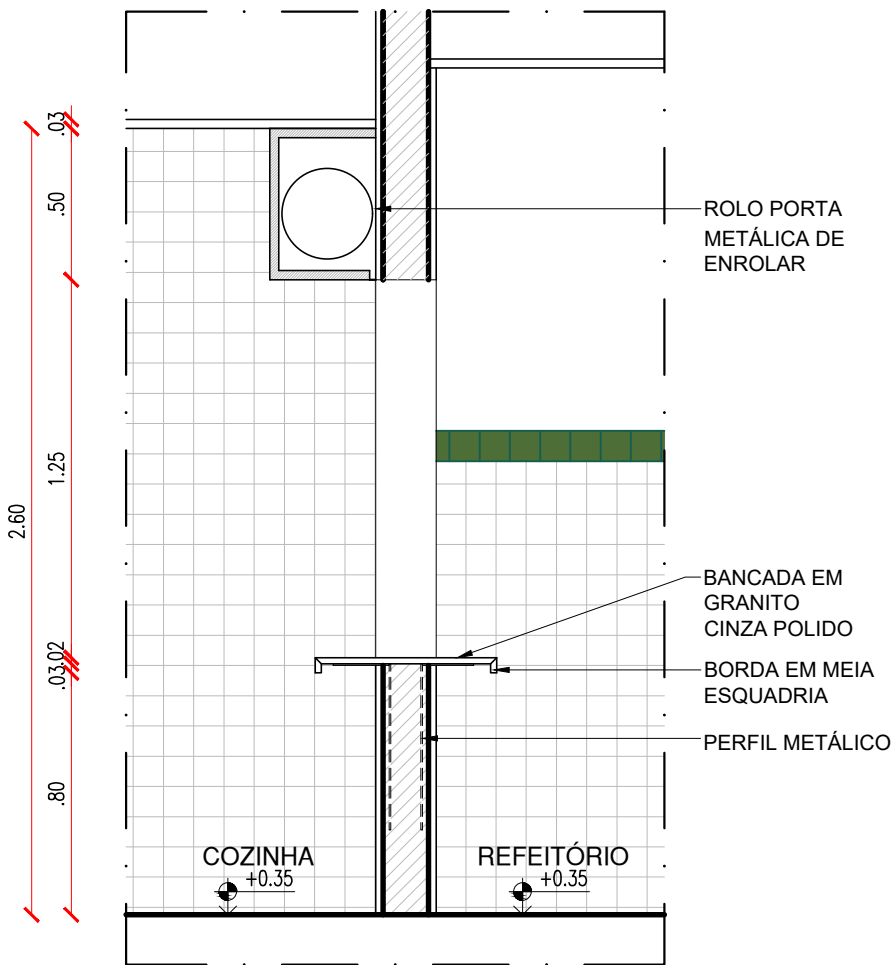 .03
.50
ROLO PORTA
METÁLICA DE
ENROLAR
1.25
2.60
BANCADA EM
GRANITO
CINZA POLIDO
.02
.03
BORDA EM MEIA
ESQUADRIA
PERFIL METÁLICO
.80
COZINHA
+0.35
REFEITÓRIO
+0.35